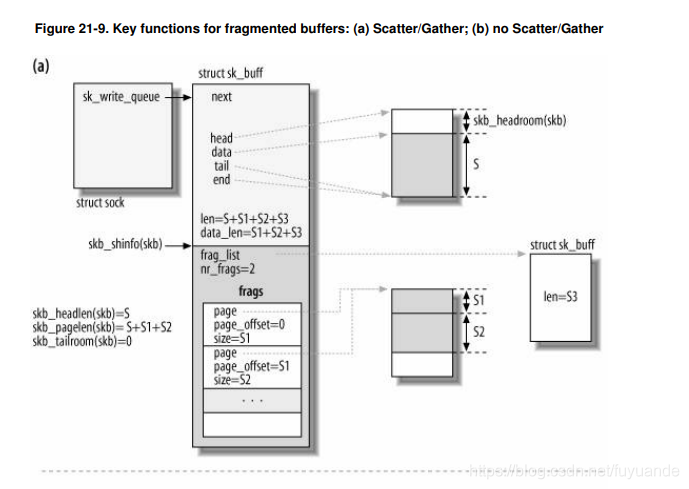 Figure 21-9. Key functions for fragmented buffers: (a) Scatter/Gather; (b) no Scatter/Gather
(a)
struct sk_buff
sk_write_queue
next
head
data
tail
end
skb_headroom(skb)
S
struct sock
len=S+S1+S2+S3
data_len=S1+S2+S3
skb_shinfo(skb)
frag_list
nr_frags=2
struct sk_buff
len=S3
frags
page
page_offset=0
size=S1
page
page_offset=S1
size=S2
. . .
S1
S2
skb_headlen(skb)=S
skb_pagelen(skb)= S+S1+S2
skb_tailroom(skb)=0
https://blog.csdn.net/fuyuande